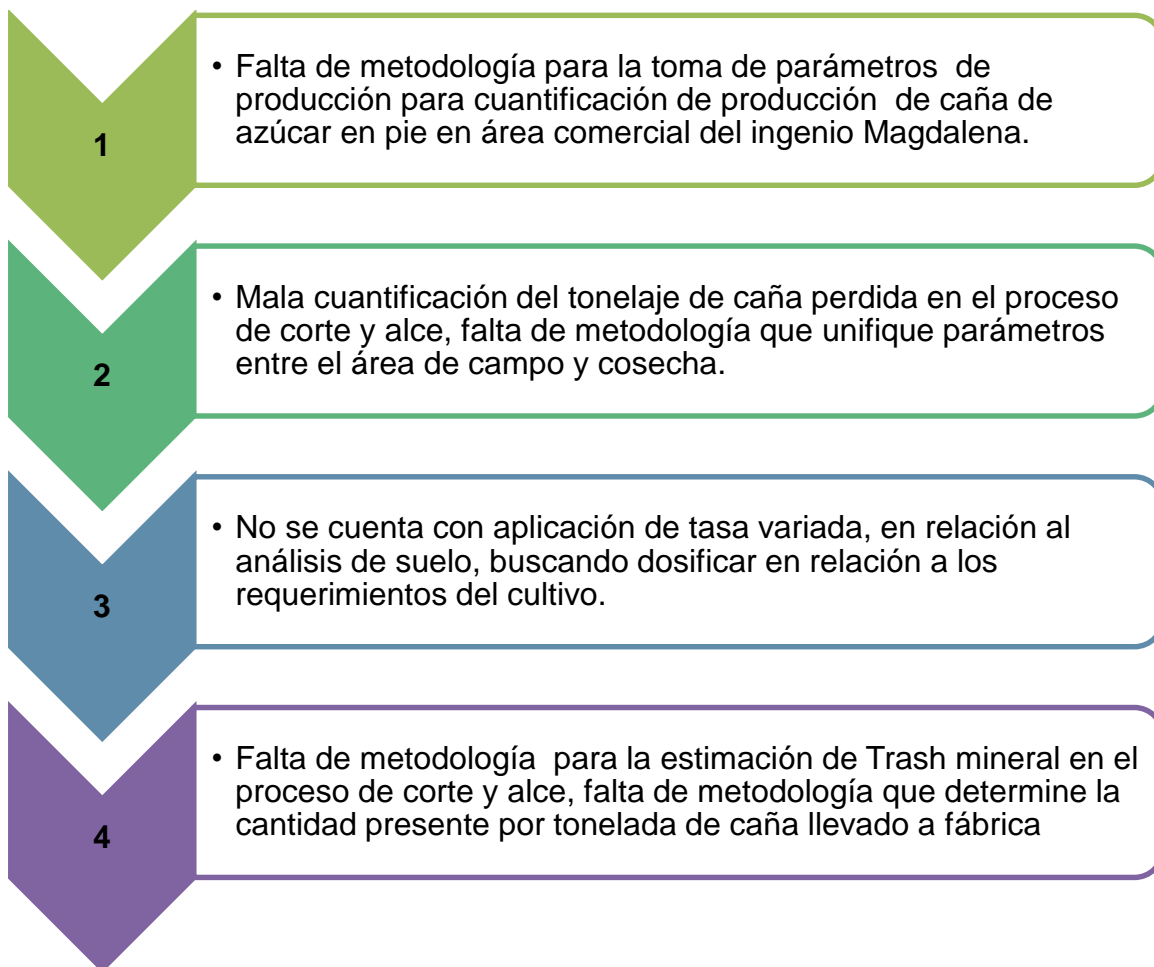 1
• Falta de metodología para la toma de parámetros de
producción para cuantificación de producción de caña de
azúcar en pie en área comercial del ingenio Magdalena.
2
• Mala cuantificación del tonelaje de caña perdida en el proceso
de corte y alce, falta de metodología que unifique parámetros
entre el área de campo y cosecha.
3
• No se cuenta con aplicación de tasa variada, en relación al
análisis de suelo, buscando dosificar en relación a los
requerimientos del cultivo.
4
• Falta de metodología para la estimación de Trash mineral en el
proceso de corte y alce, falta de metodología que determine la
cantidad presente por tonelada de caña llevado a fábrica